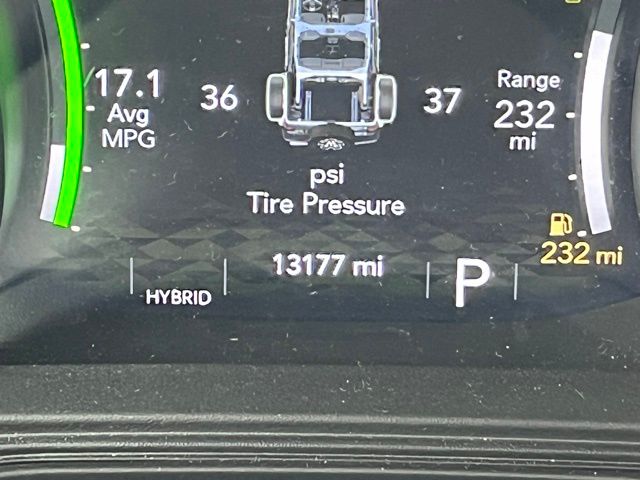 17.1
Avg
MPG
36
37
Range
232
mi
psi
Tire Pressure
232 mi
13177 mi
HYBRID
P